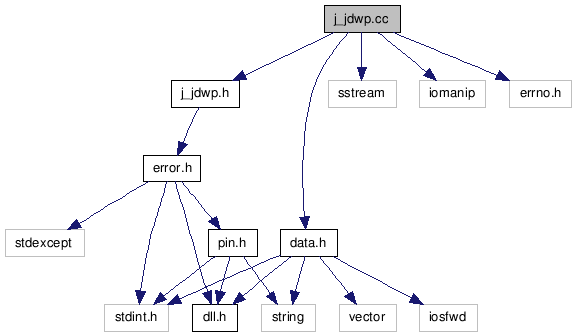 j_jdwp.cc
j_jdwp.h
sstream
iomanip
errno.h
error.h
stdexcept
pin.h
data.h
stdint.h
dll.h
string
vector
iosfwd